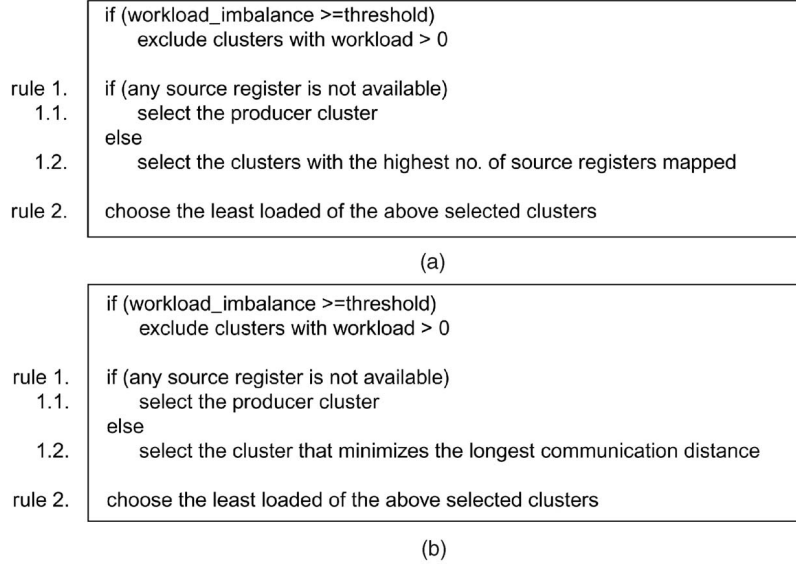 if (workload_imbalance >=threshold)
exclude clusters with workload > 0
rule 1. if (any source register is not available)
1.1. select the producer cluster
else
1.2. select the clusters with the highest no. of source registers mapped
rule 2. choose the least loaded of the above selected clusters
(a)
if (workload_imbalance >=threshold)
exclude clusters with workload > 0
rule 1. if (any source register is not available)
1.1. select the producer cluster
else
1.2. select the cluster that minimizes the longest communication distance
rule 2. choose the least loaded of the above selected clusters
(b)